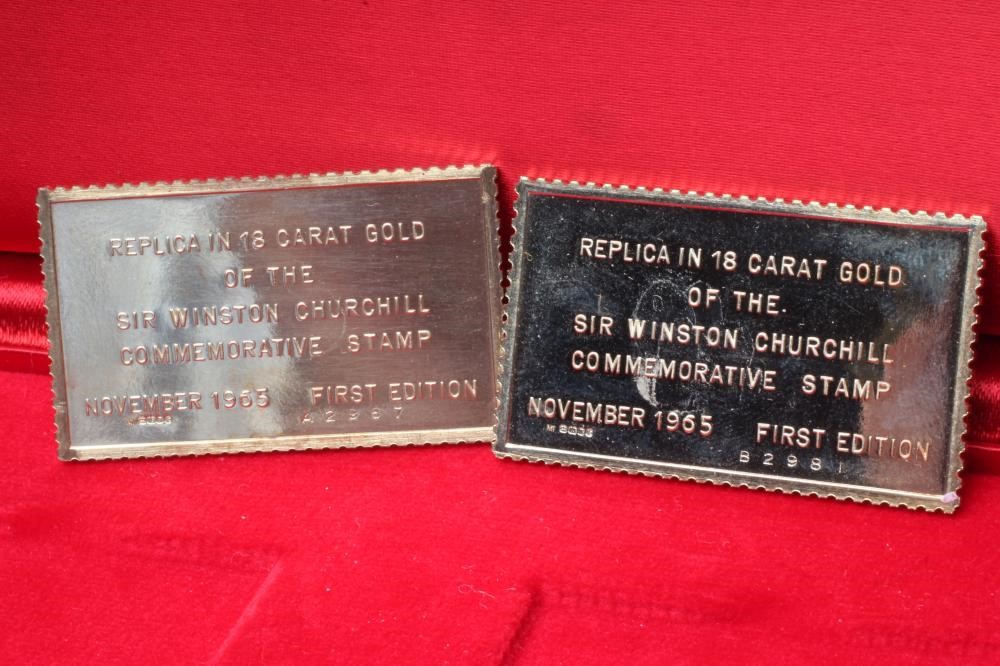 REPLICA IN 18 CARAT GOLD
OF THE
SIR WINSTON CHURCHILL
COMMEMORATIVE STAMP
NOVEMBER 1965 FIRST EDITION
A2967
REPLICA IN 18 CARAT GOLD
OF THE.
SIR WINSTON CHURCHILL
COMMEMORATIVE STAMP
NOVEMBER 1965 FIRST EDITION
B2981